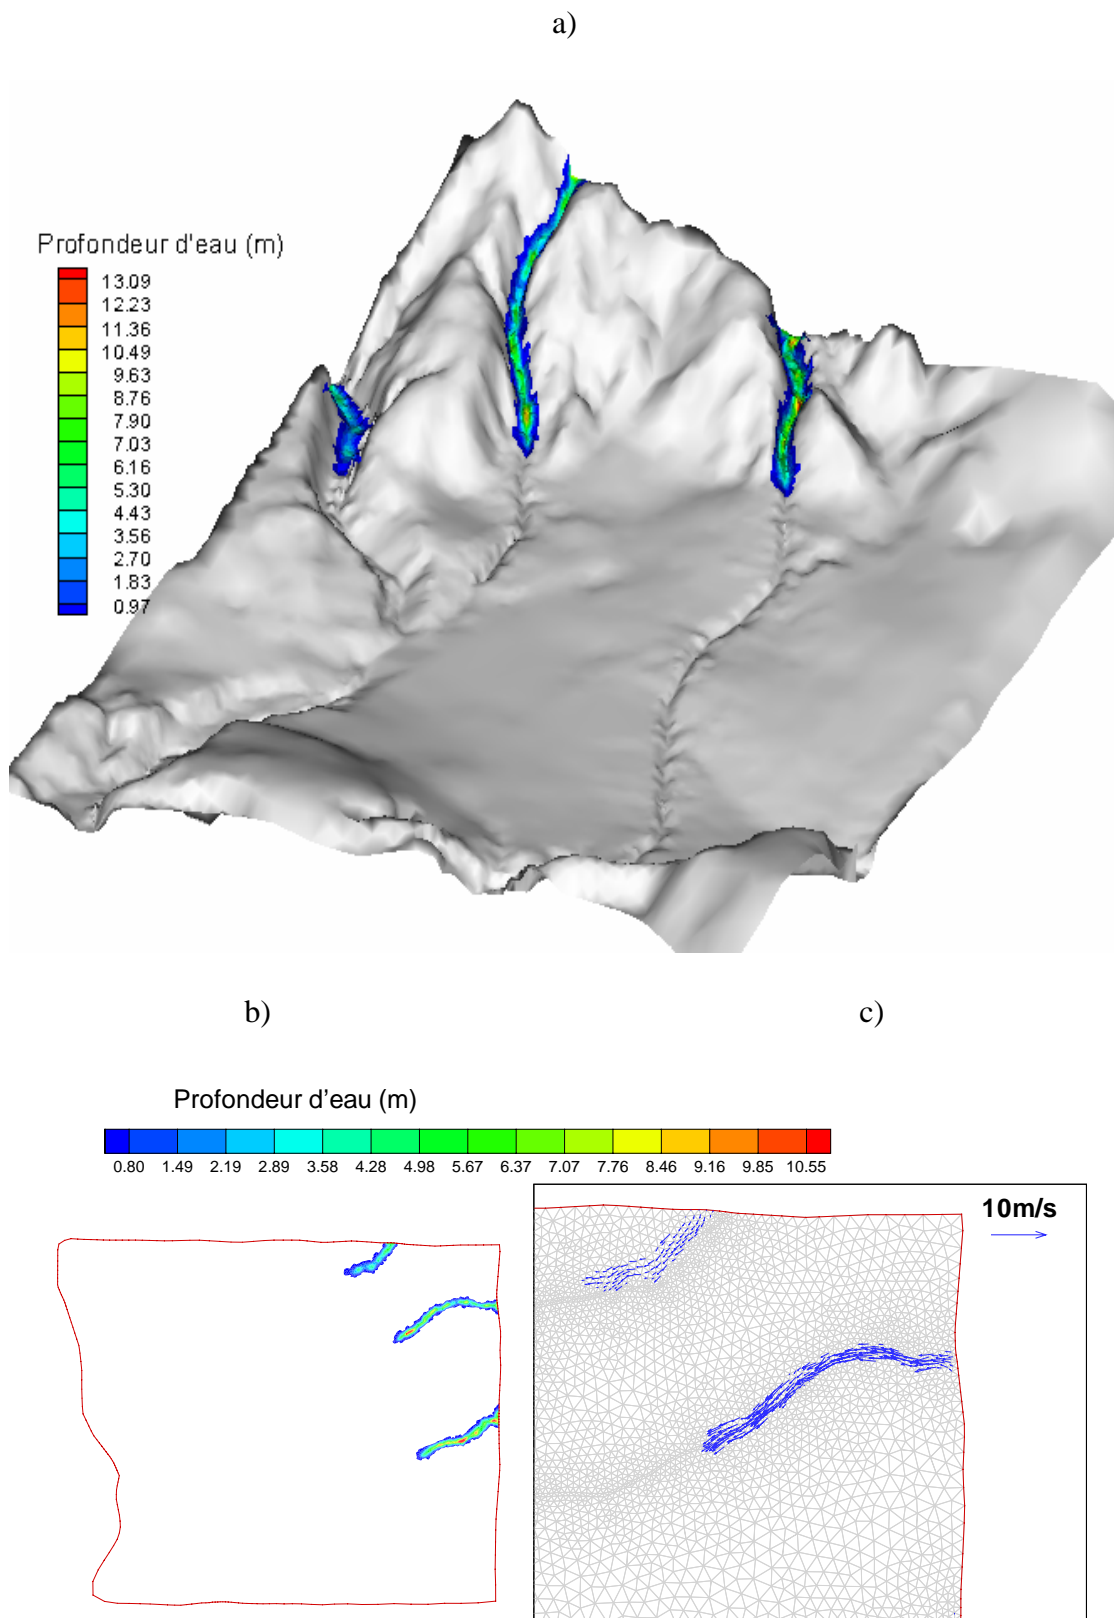 a)
Profondeur d'eau (m)
13.09
12.23
11.36
10.49
9.63
8.76
7.90
7.03
6.16
5.30
4.43
3.56
2.70
1.83
0.97
b)
c)
Profondeur d'eau (m)
0.80 1.49 2.19 2.89 3.58 4.28 4.98 5.67 6.37 7.07 7.76 8.46 9.16 9.85 10.55
10m/s